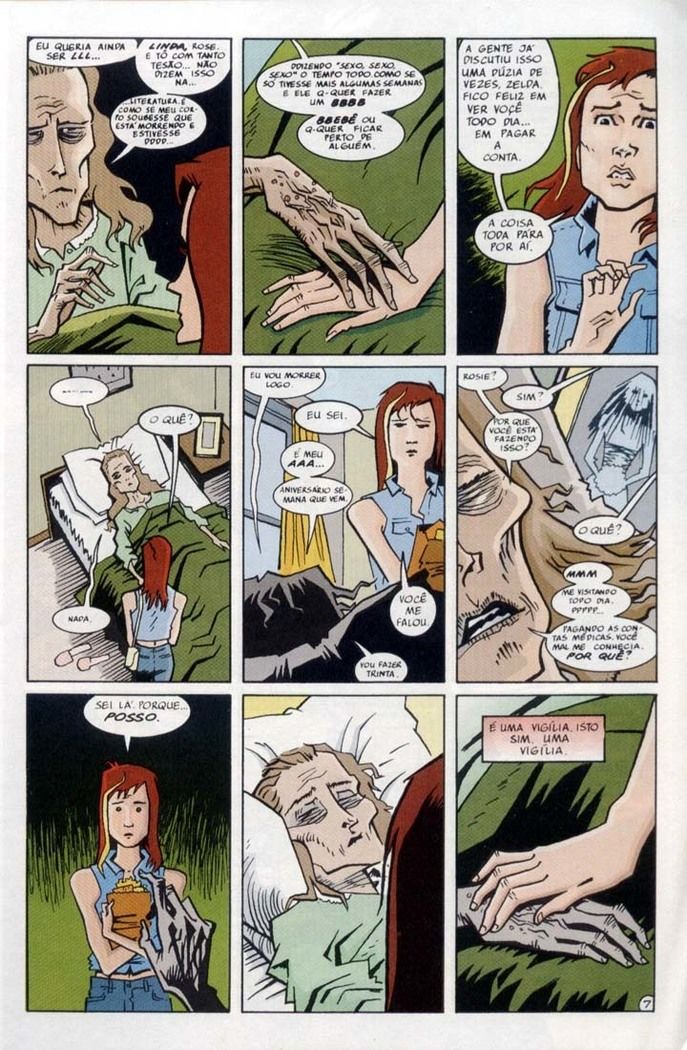 EU QUERIA AINDA
SER LLL...
LINDA, ROSE.
E TÔ COM TANTO
TESÃO... NÃO
DIZEM ISSO
NA...
...LITERATURA. É
COMO SE MEU COR-
PO SOUBESSE QUE
ESTÁ MORRENDO E
ESTIVESSE
DDDD...
DDIZENDO "SEXO, SEXO,
SEXO" O TEMPO TODO. COMO SE
SÓ TIVESSE MAIS ALGUMAS SEMANAS
E ELE Q-QUER FAZER
UM BBBB
BBEBÊ OU
Q-QUER FICAR
PERTO DE
ALGUÉM.
A GENTE JÁ
DISCUTIU ISSO
UMA DÚZIA DE
VEZES, ZELDA.
FICO FELIZ EM
VER VOCÊ
TODO DIA...
EM PAGAR
A
CONTA.
A COISA
TODA PÁRA
POR AÍ.
O QUÊ?
NADA.
EU VOU MORRER
LOGO.
EU SEI.
É MEU
AAA...
ANIVERSÁRIO SE-
MANA QUE VEM.
VOCÊ
ME
FALOU.
VOU FAZER
TRINTA.
ROSIE?
SIM?
POR QUE
VOCÊ ESTÁ
FAZENDO
ISSO?
O QUÊ?
MMM
ME VISITANDO
TODO DIA.
PPPPP...
PAGANDO AS CON-
TAS MÉDICAS. VOCÊ
MAL ME CONHECIA.
POR QUÊ?
SEI LÁ. PORQUE...
POSSO.
É UMA VIGÍLIA. ISTO
SIM. UMA
VIGÍLIA.
7